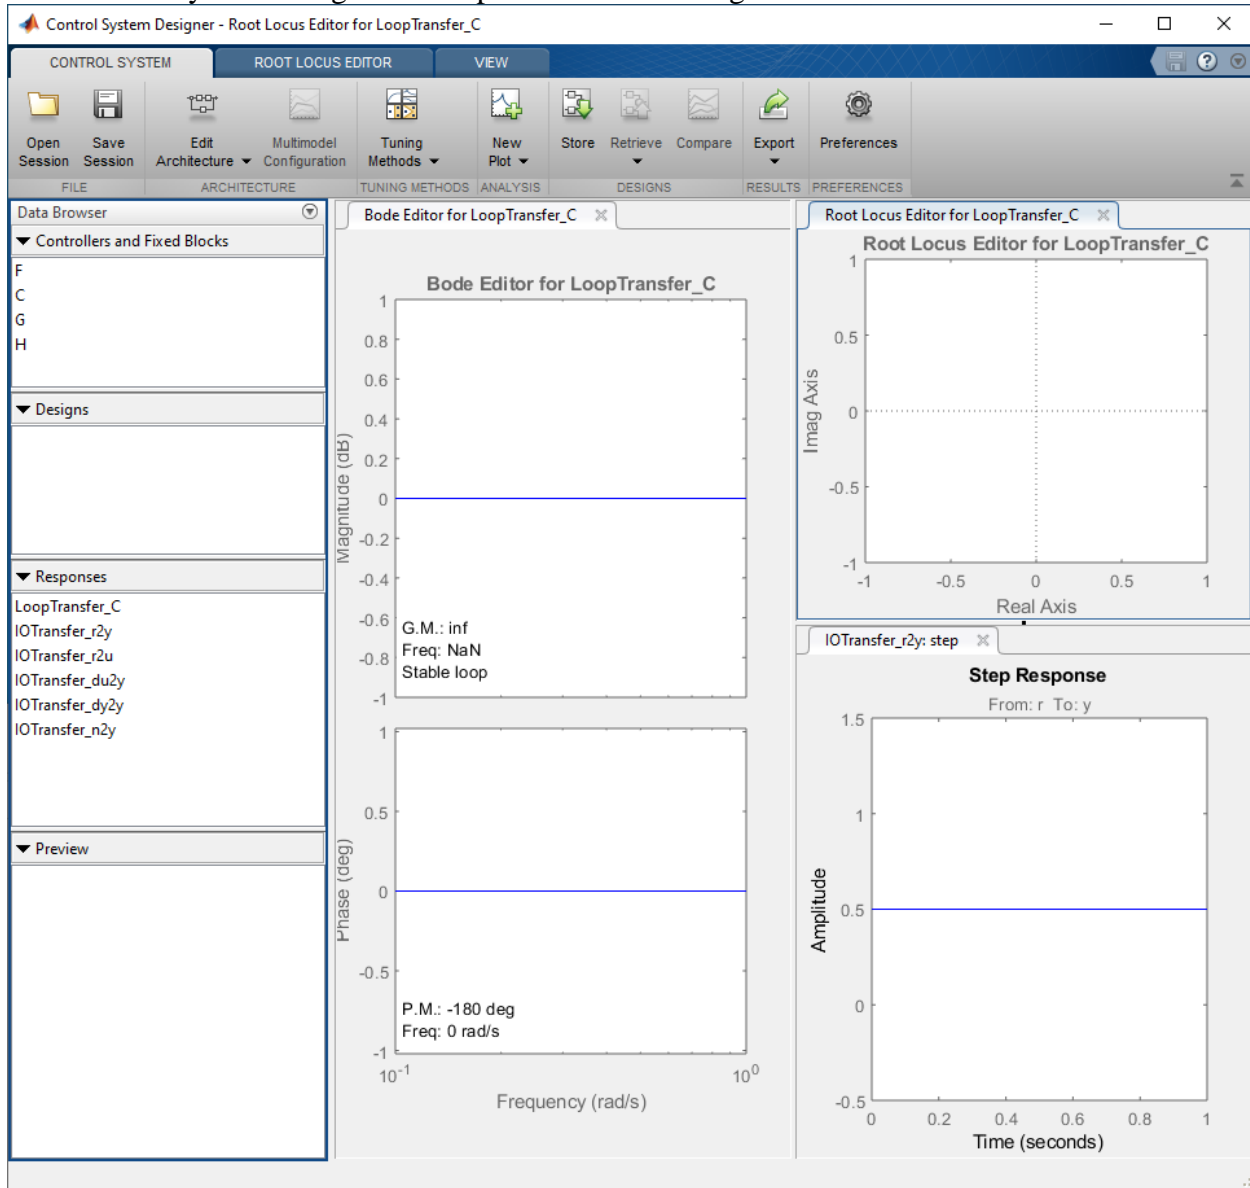 Control System Designer - Root Locus Editor for LoopTransfer_C
CONTROL SYSTEM ROOT LOCUS EDITOR VIEW
Open Session
Save Session
Edit Architecture
Multimodel Configuration
Tuning Methods
New Plot
Store
Retrieve
Compare
Export
Preferences
FILE ARCHITECTURE TUNING METHODS ANALYSIS DESIGNS RESULTS PREFERENCES
Data Browser
Controllers and Fixed Blocks
F
C
G
H
Designs
Responses
LoopTransfer_C
IOTransfer_r2y
IOTransfer_r2u
IOTransfer_du2y
IOTransfer_dy2y
IOTransfer_n2y
Preview
Bode Editor for LoopTransfer_C
Bode Editor for LoopTransfer_C
Magnitude (dB)
1
0.8
0.6
0.4
0.2
0
-0.2
-0.4
-0.6
-0.8
-1
G.M.: inf
Freq: NaN
Stable loop
Phase (deg)
1
0.5
0
-0.5
-1
P.M.: -180 deg
Freq: 0 rad/s
10^-1 10^0
Frequency (rad/s)
Root Locus Editor for LoopTransfer_C
Root Locus Editor for LoopTransfer_C
Imag Axis
1
0.5
0
-0.5
-1
-1 -0.5 0 0.5 1
Real Axis
IOTransfer_r2y: step
Step Response
From: r To: y
Amplitude
1.5
1
0.5
0
-0.5
0 0.2 0.4 0.6 0.8 1
Time (seconds)